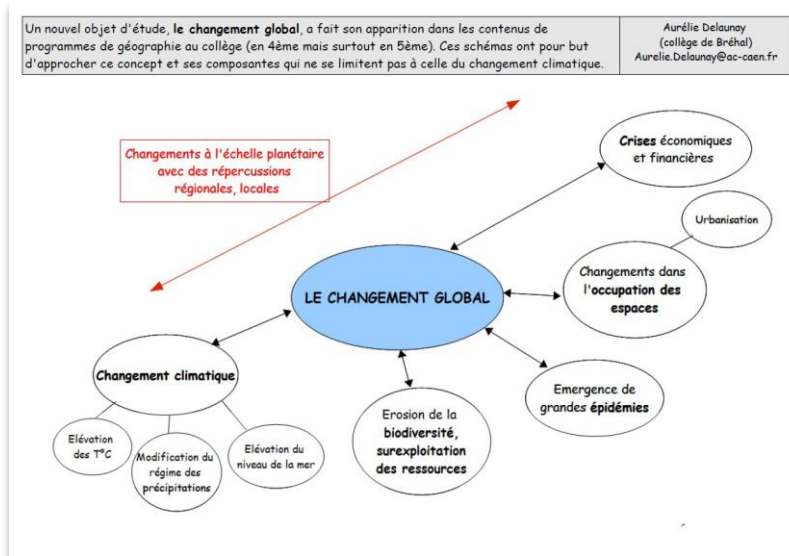 Un nouvel objet d'étude, le changement global, a fait son apparition dans les contenus de
programmes de géographie au collège (en 4ème mais surtout en 5ème). Ces schémas ont pour but
d'approcher ce concept et ses composantes qui ne se limitent pas à celle du changement climatique.
Aurélie Delaunay
(collège de Bréhal)
Aurelie.Delaunay@ac-caen.fr
Changements à l'échelle planétaire
avec des répercussions
régionales, locales
Crises économiques
et financières
Urbanisation
Changements dans
l'occupation des
espaces
LE CHANGEMENT GLOBAL
Changement climatique
Emergence de
grandes épidémies
Erosion de la
biodiversité,
surexploitation
des ressources
Elévation
des T°C
Modification du
régime des
précipitations
Elévation du
niveau de la mer